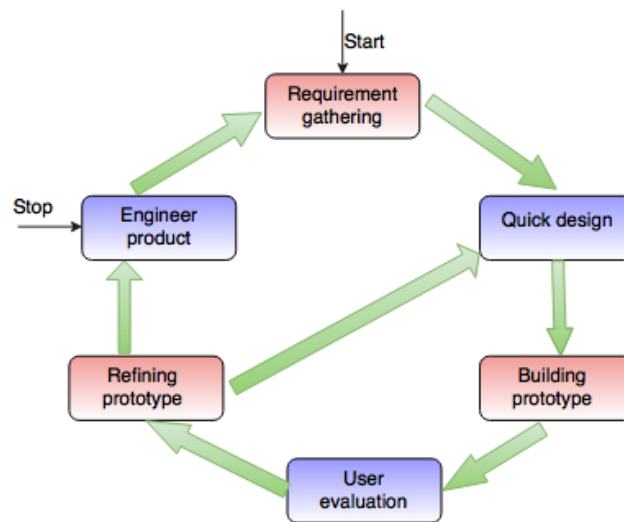 Start
Requirement
gathering
Stop
Engineer
product
Quick design
Refining
prototype
Building
prototype
User
evaluation